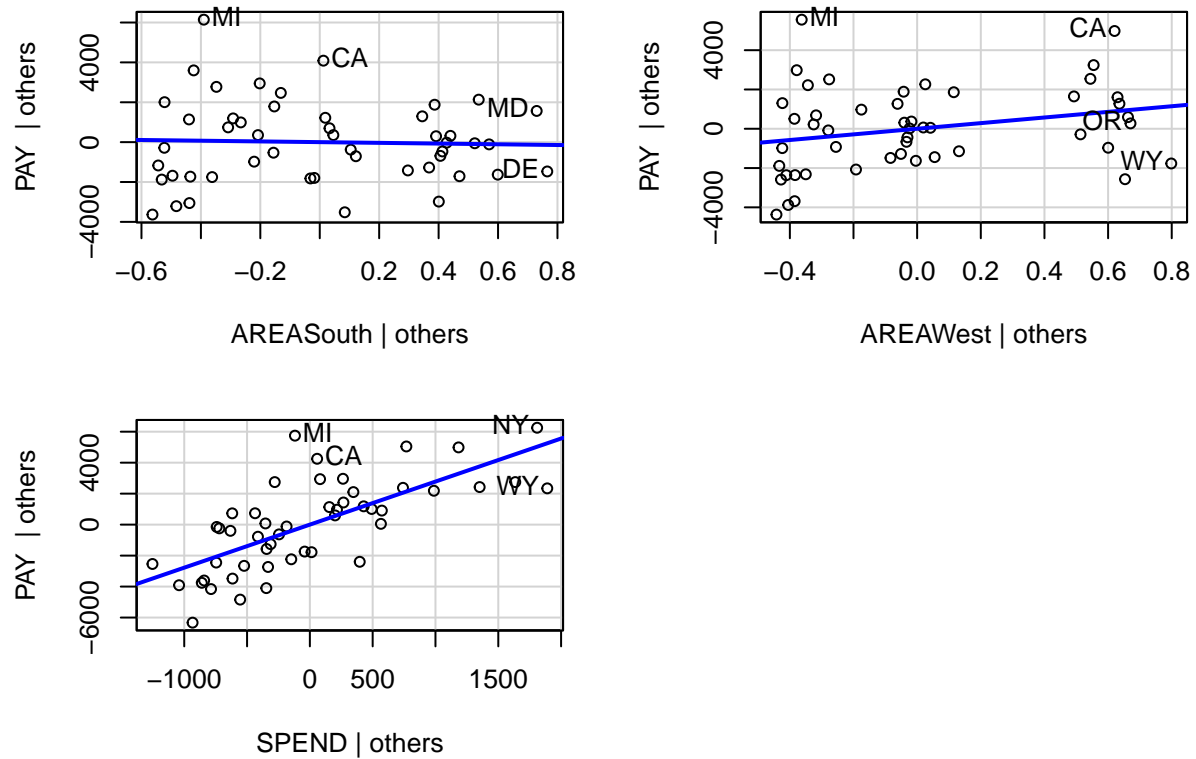 MI
CA
MD
DE
PAY | others
−4000 0 4000
−0.6 −0.2 0.2 0.4 0.6 0.8
AREASouth | others
MI
CA
OR
WY
PAY | others
−4000 0 4000
−0.4 0.0 0.2 0.4 0.6 0.8
AREAWest | others
NY
MI
CA
WY
PAY | others
−6000 0 4000
−1000 0 500 1500
SPEND | others